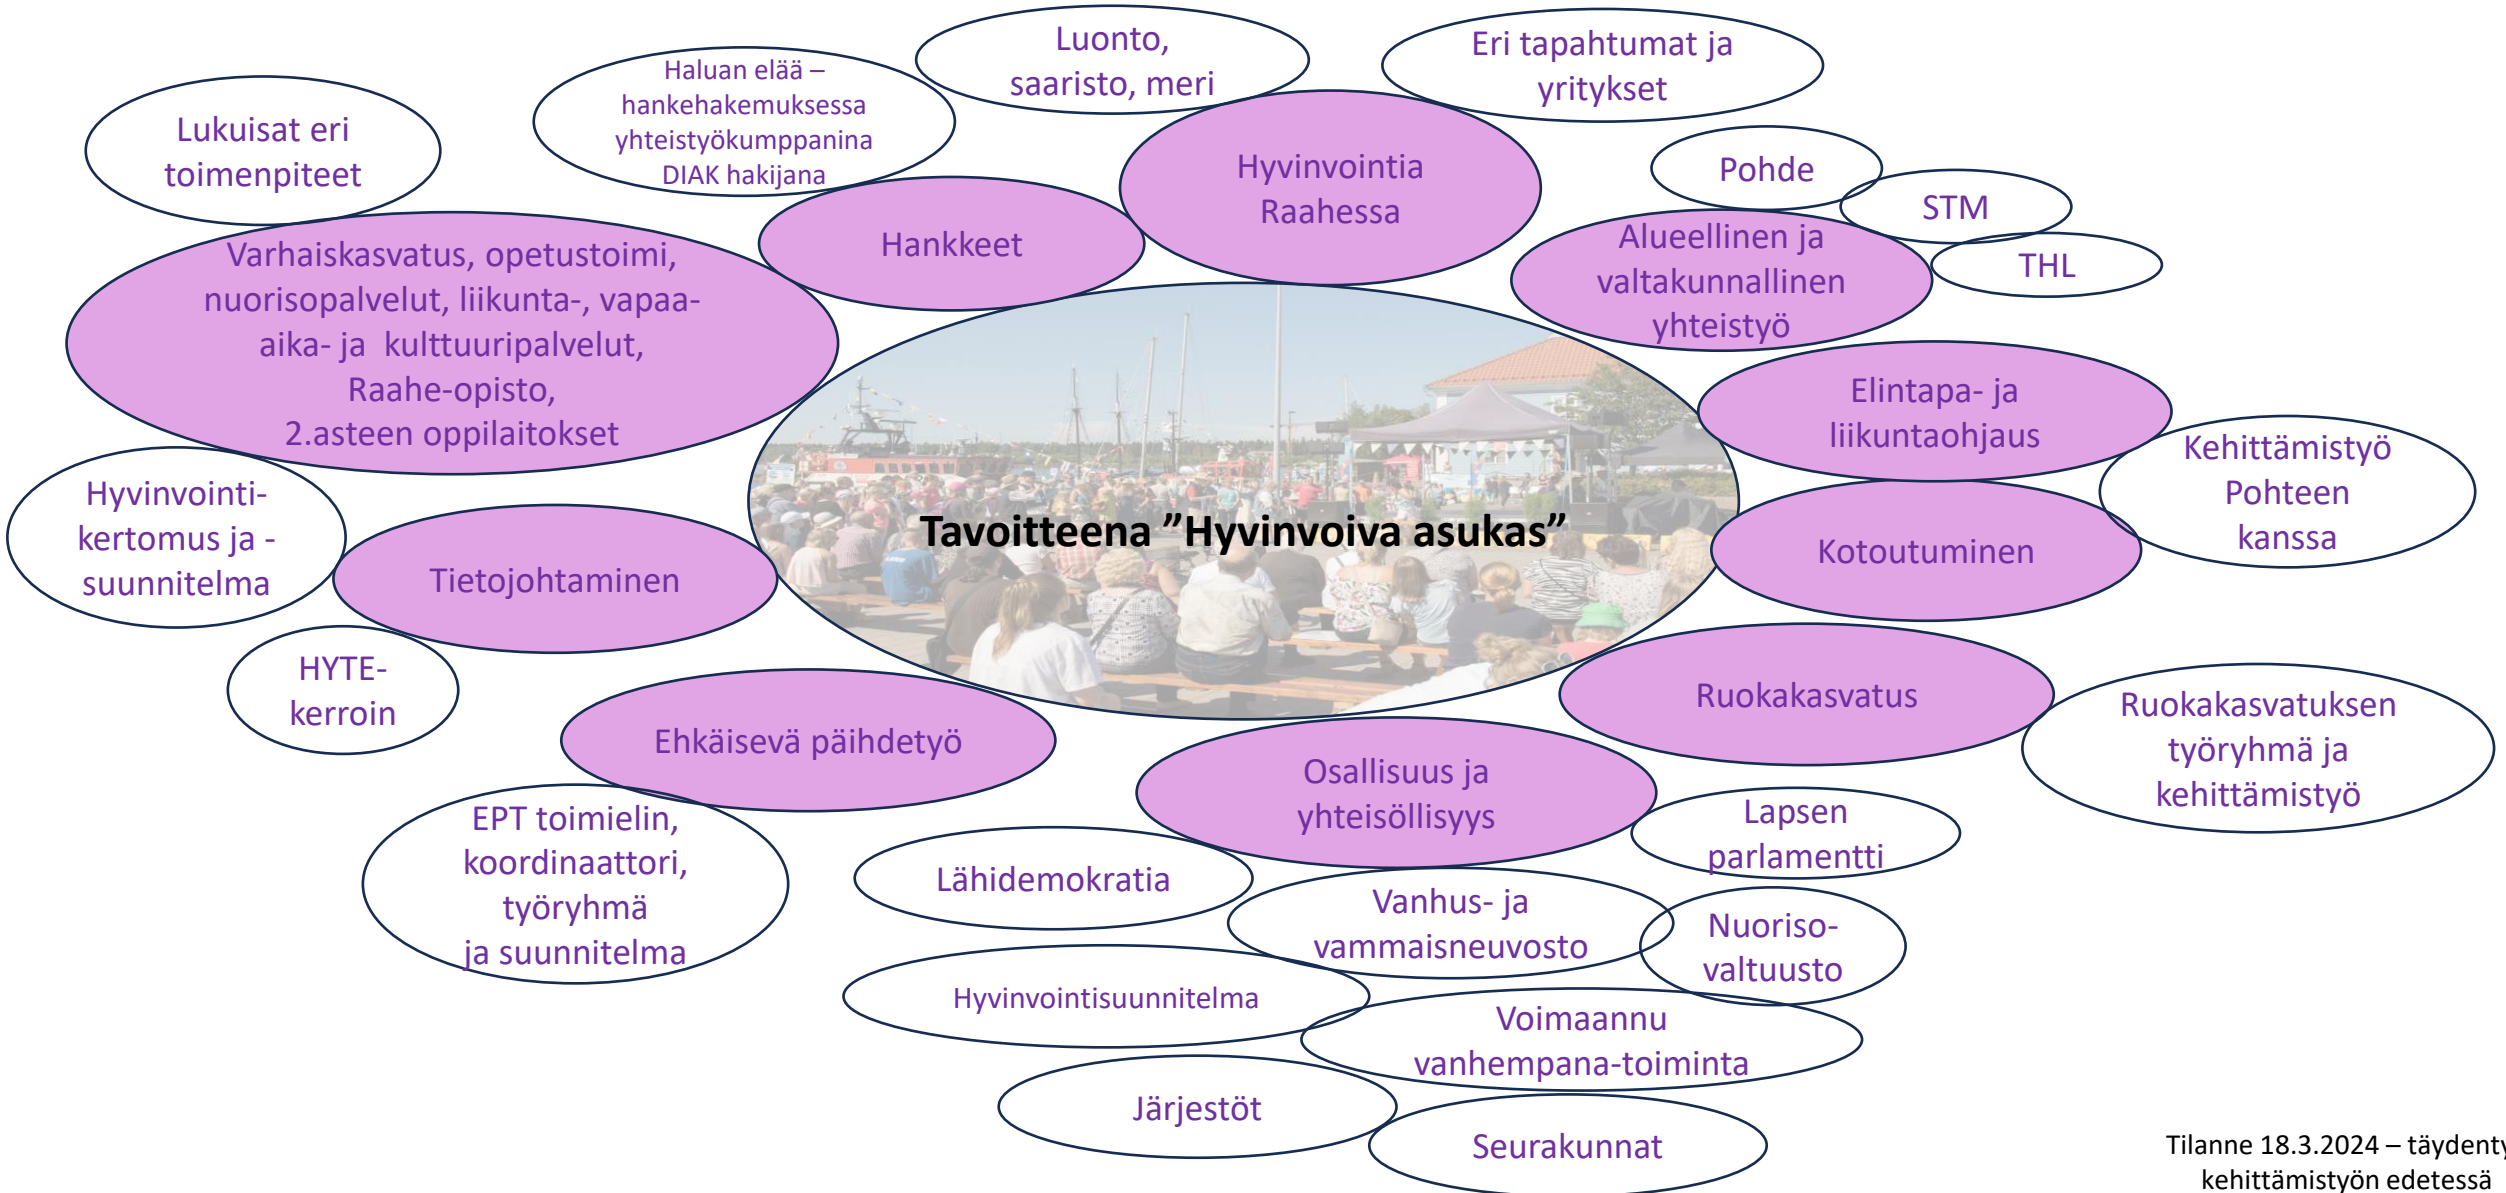 Luonto,
saaristo, meri
Eri tapahtumat ja
yritykset
Haluan elää –
hankehakemuksessa
yhteistyökumppanina
DIAK hakijana
Lukuisat eri
toimenpiteet
Hyvinvointia
Raahessa
Pohde
STM
THL
Hankkeet
Alueellinen ja
valtakunnallinen
yhteistyö
Varhaiskasvatus, opetustoimi,
nuorisopalvelut, liikunta-, vapaa-
aika- ja kulttuuripalvelut,
Raahe-opisto,
2.asteen oppilaitokset
Elintapa- ja
liikuntaohjaus
Kehittämistyö
Pohteen
kanssa
Hyvinvointi-
kertomus ja -
suunnitelma
Tavoitteena ”Hyvinvoiva asukas”
Kotoutuminen
Tietojohtaminen
HYTE-
kerroin
Ruokakasvatus
Ruokakasvatuksen
työryhmä ja
kehittämistyö
Ehkäisevä päihdetyö
Osallisuus ja
yhteisöllisyys
EPT toimielin,
koordinaattori,
työryhmä
ja suunnitelma
Lapsen
parlamentti
Lähidemokratia
Vanhus- ja
vammaisneuvosto
Nuoriso-
valtuusto
Hyvinvointisuunnitelma
Voimaannu
vanhempana-toiminta
Järjestöt
Seurakunnat
Tilanne 18.3.2024 – täydenty
kehittämistyön edetessä